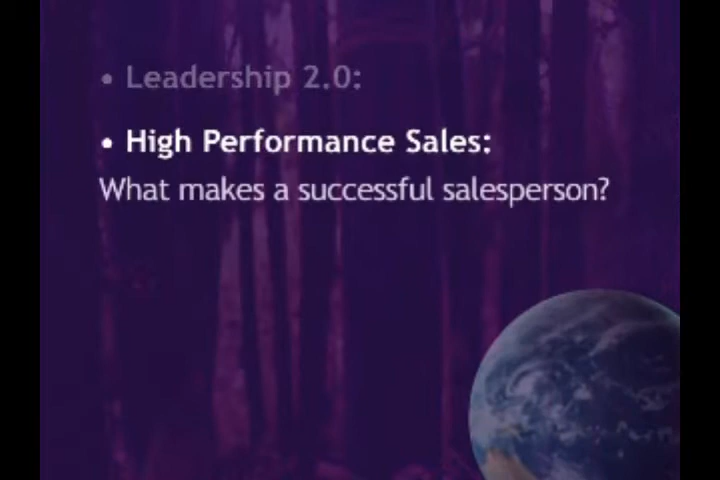 • Leadership 2.0:
• High Performance Sales:
What makes a successful salesperson?